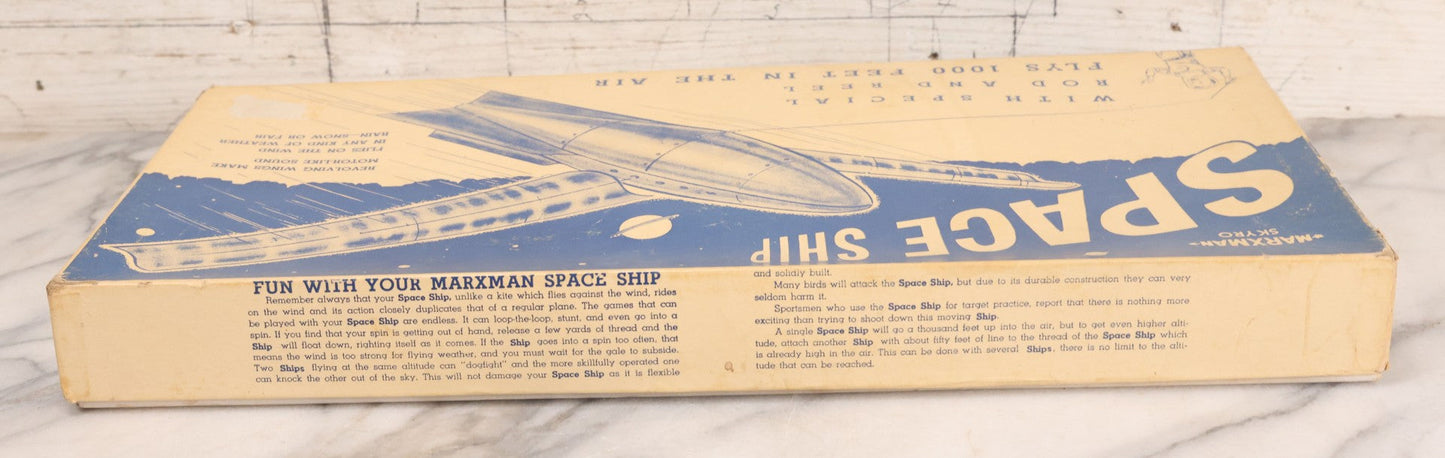 MARXMAN
SKYRO
SPACE SHIP
WITH SPECIAL
ROD AND REEL
FLYS 1000 FEET IN THE AIR
REVOLVING WINGS MAKE
MOTOR-LIKE SOUND
FLIES ON THE WIND
IN ANY KIND OF WEATHER
RAIN—SNOW OR FAIR
FUN WITH YOUR MARXMAN SPACE SHIP
Remember always that your Space Ship, unlike a kite which flies against the wind, rides
on the wind and its action closely duplicates that of a regular plane. The games that can
be played with your Space Ship are endless. It can loop-the-loop, stunt, and even go into a
spin. If you find that your spin is getting out of hand, release a few yards of thread and the
Ship will float down, righting itself as it comes. If the Ship goes into a spin too often, that
means the wind is too strong for flying weather, and you must wait for the gale to subside.
Two Ships flying at the same altitude can "dogfight" and the more skillfully operated one
can knock the other out of the sky. This will not damage your Space Ship as it is flexible
and solidly built.
Many birds will attack the Space Ship, but due to its durable construction they can very
seldom harm it.
Sportsmen who use the Space Ship for target practice, report that there is nothing more
exciting than trying to shoot down this moving Ship.
A single Space Ship will go a thousand feet up into the air, but to get even higher alti-
tude, attach another Ship with about fifty feet of line to the thread of the Space Ship which
is already high in the air. This can be done with several Ships, there is no limit to the alti-
tude that can be reached.